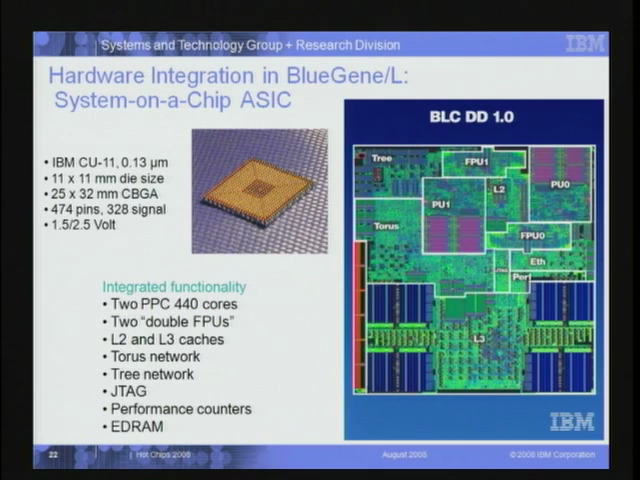 Systems and Technology Group + Research Division
IBM
Hardware Integration in BlueGene/L:
System-on-a-Chip ASIC
• IBM CU-11, 0.13 µm
• 11 x 11 mm die size
• 25 x 32 mm CBGA
• 474 pins, 328 signal
• 1.5/2.5 Volt
Integrated functionality
• Two PPC 440 cores
• Two “double FPUs”
• L2 and L3 caches
• Torus network
• Tree network
• JTAG
• Performance counters
• EDRAM
BLC DD 1.0
Tree
FPU1
PU0
L2
PU1
Torus
FPU0
Eth
Perf
L3
IBM
22
Hot Chips 2008
August 2008
© 2008 IBM Corporation